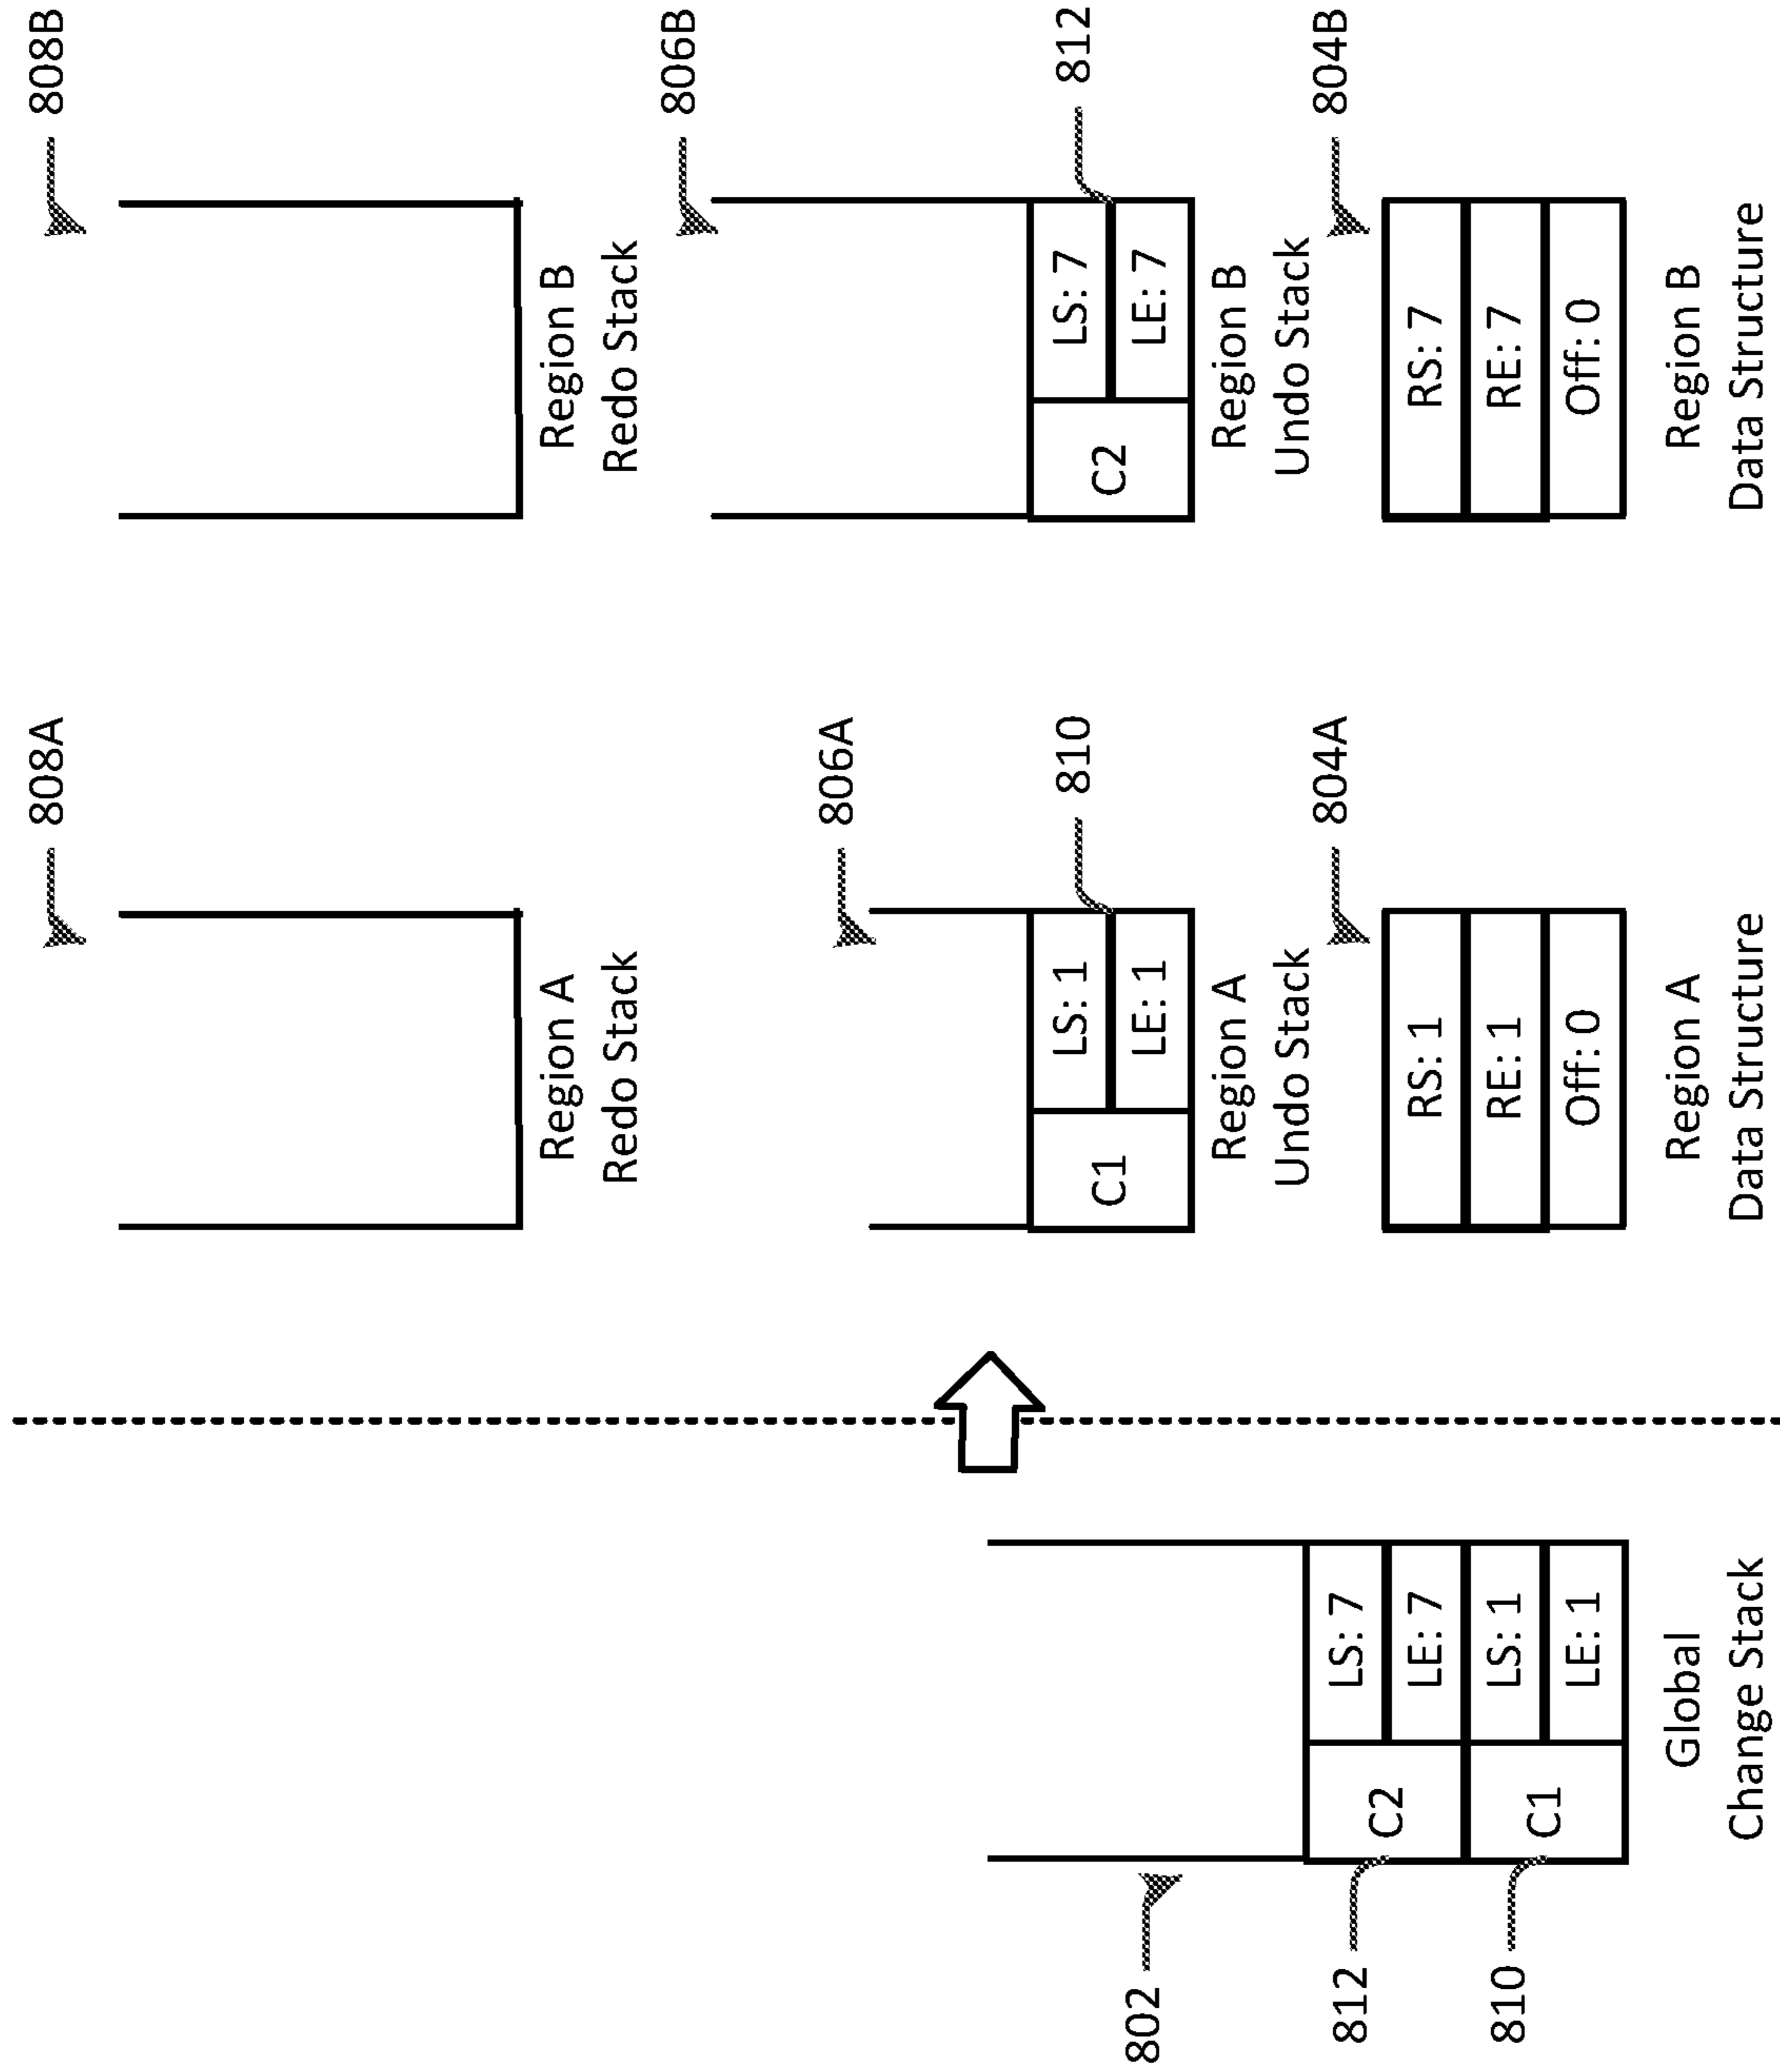 808A
808B
Region A
Redo Stack
Region B
Redo Stack
806A
806B
802
812
C2
LS: 7
LE: 7
810
C1
LS: 1
LE: 1
Global
Change Stack
C1
LS: 1
LE: 1
810
Region A
Undo Stack
C2
LS: 7
LE: 7
812
Region B
Undo Stack
804A
RS: 1
RE: 1
Off: 0
Region A
Data Structure
804B
RS: 7
RE: 7
Off: 0
Region B
Data Structure